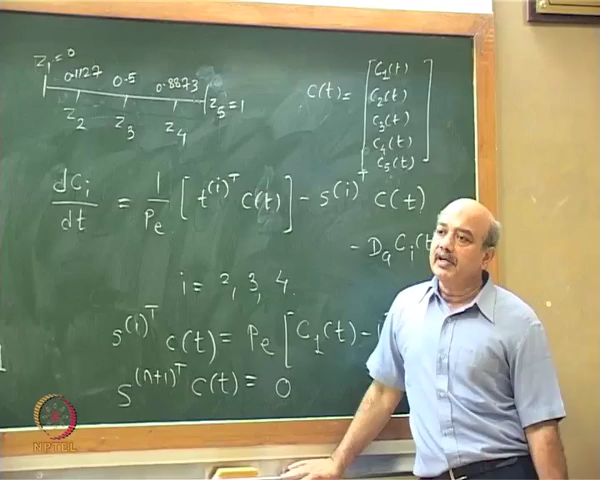 z₁=0
0.1127 0.5 0.8873
z₂ z₃ z₄ z₅=1
C(t) = [C₁(t)
C₂(t)
C₃(t)
C₄(t)
C₅(t)]
dCᵢ/dt = 1/Pe [t^(i)ᵀ C(t)] - s^(i)ᵀ C(t)
- Da Cᵢ(t
i = 2, 3, 4.
s^(i)ᵀ C(t) = Pe [C₁(t) -
s^(n+1)ᵀ C(t) = 0
NPTEL